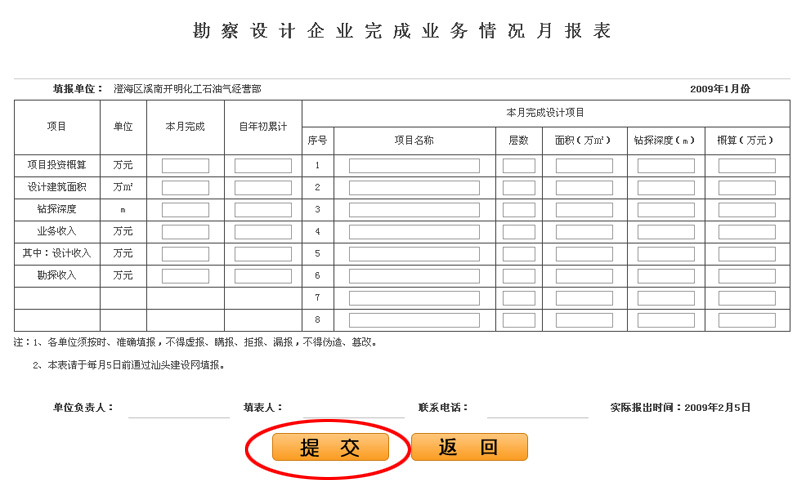 勘察设计企业完成业务情况月报表
填报单位： 澄海区溪南开明化工石油气经营部 2009年1月份
项目 单位 本月完成 自年初累计 本月完成设计项目
序号 项目名称 层数 面积（万㎡） 钻探深度（m） 概算（万元）
项目投资概算 万元 1
设计建筑面积 万㎡ 2
钻探深度 m 3
业务收入 万元 4
其中：设计收入 万元 5
勘探收入 万元 6
7
8
注：1、各单位须按时、准确填报，不得虚报、瞒报、拒报、漏报，不得伪造、篡改。
2、本表请于每月5日前通过汕头建设网填报。
单位负责人： 填表人： 联系电话： 实际报出时间：2009年2月5日
提 交 返 回